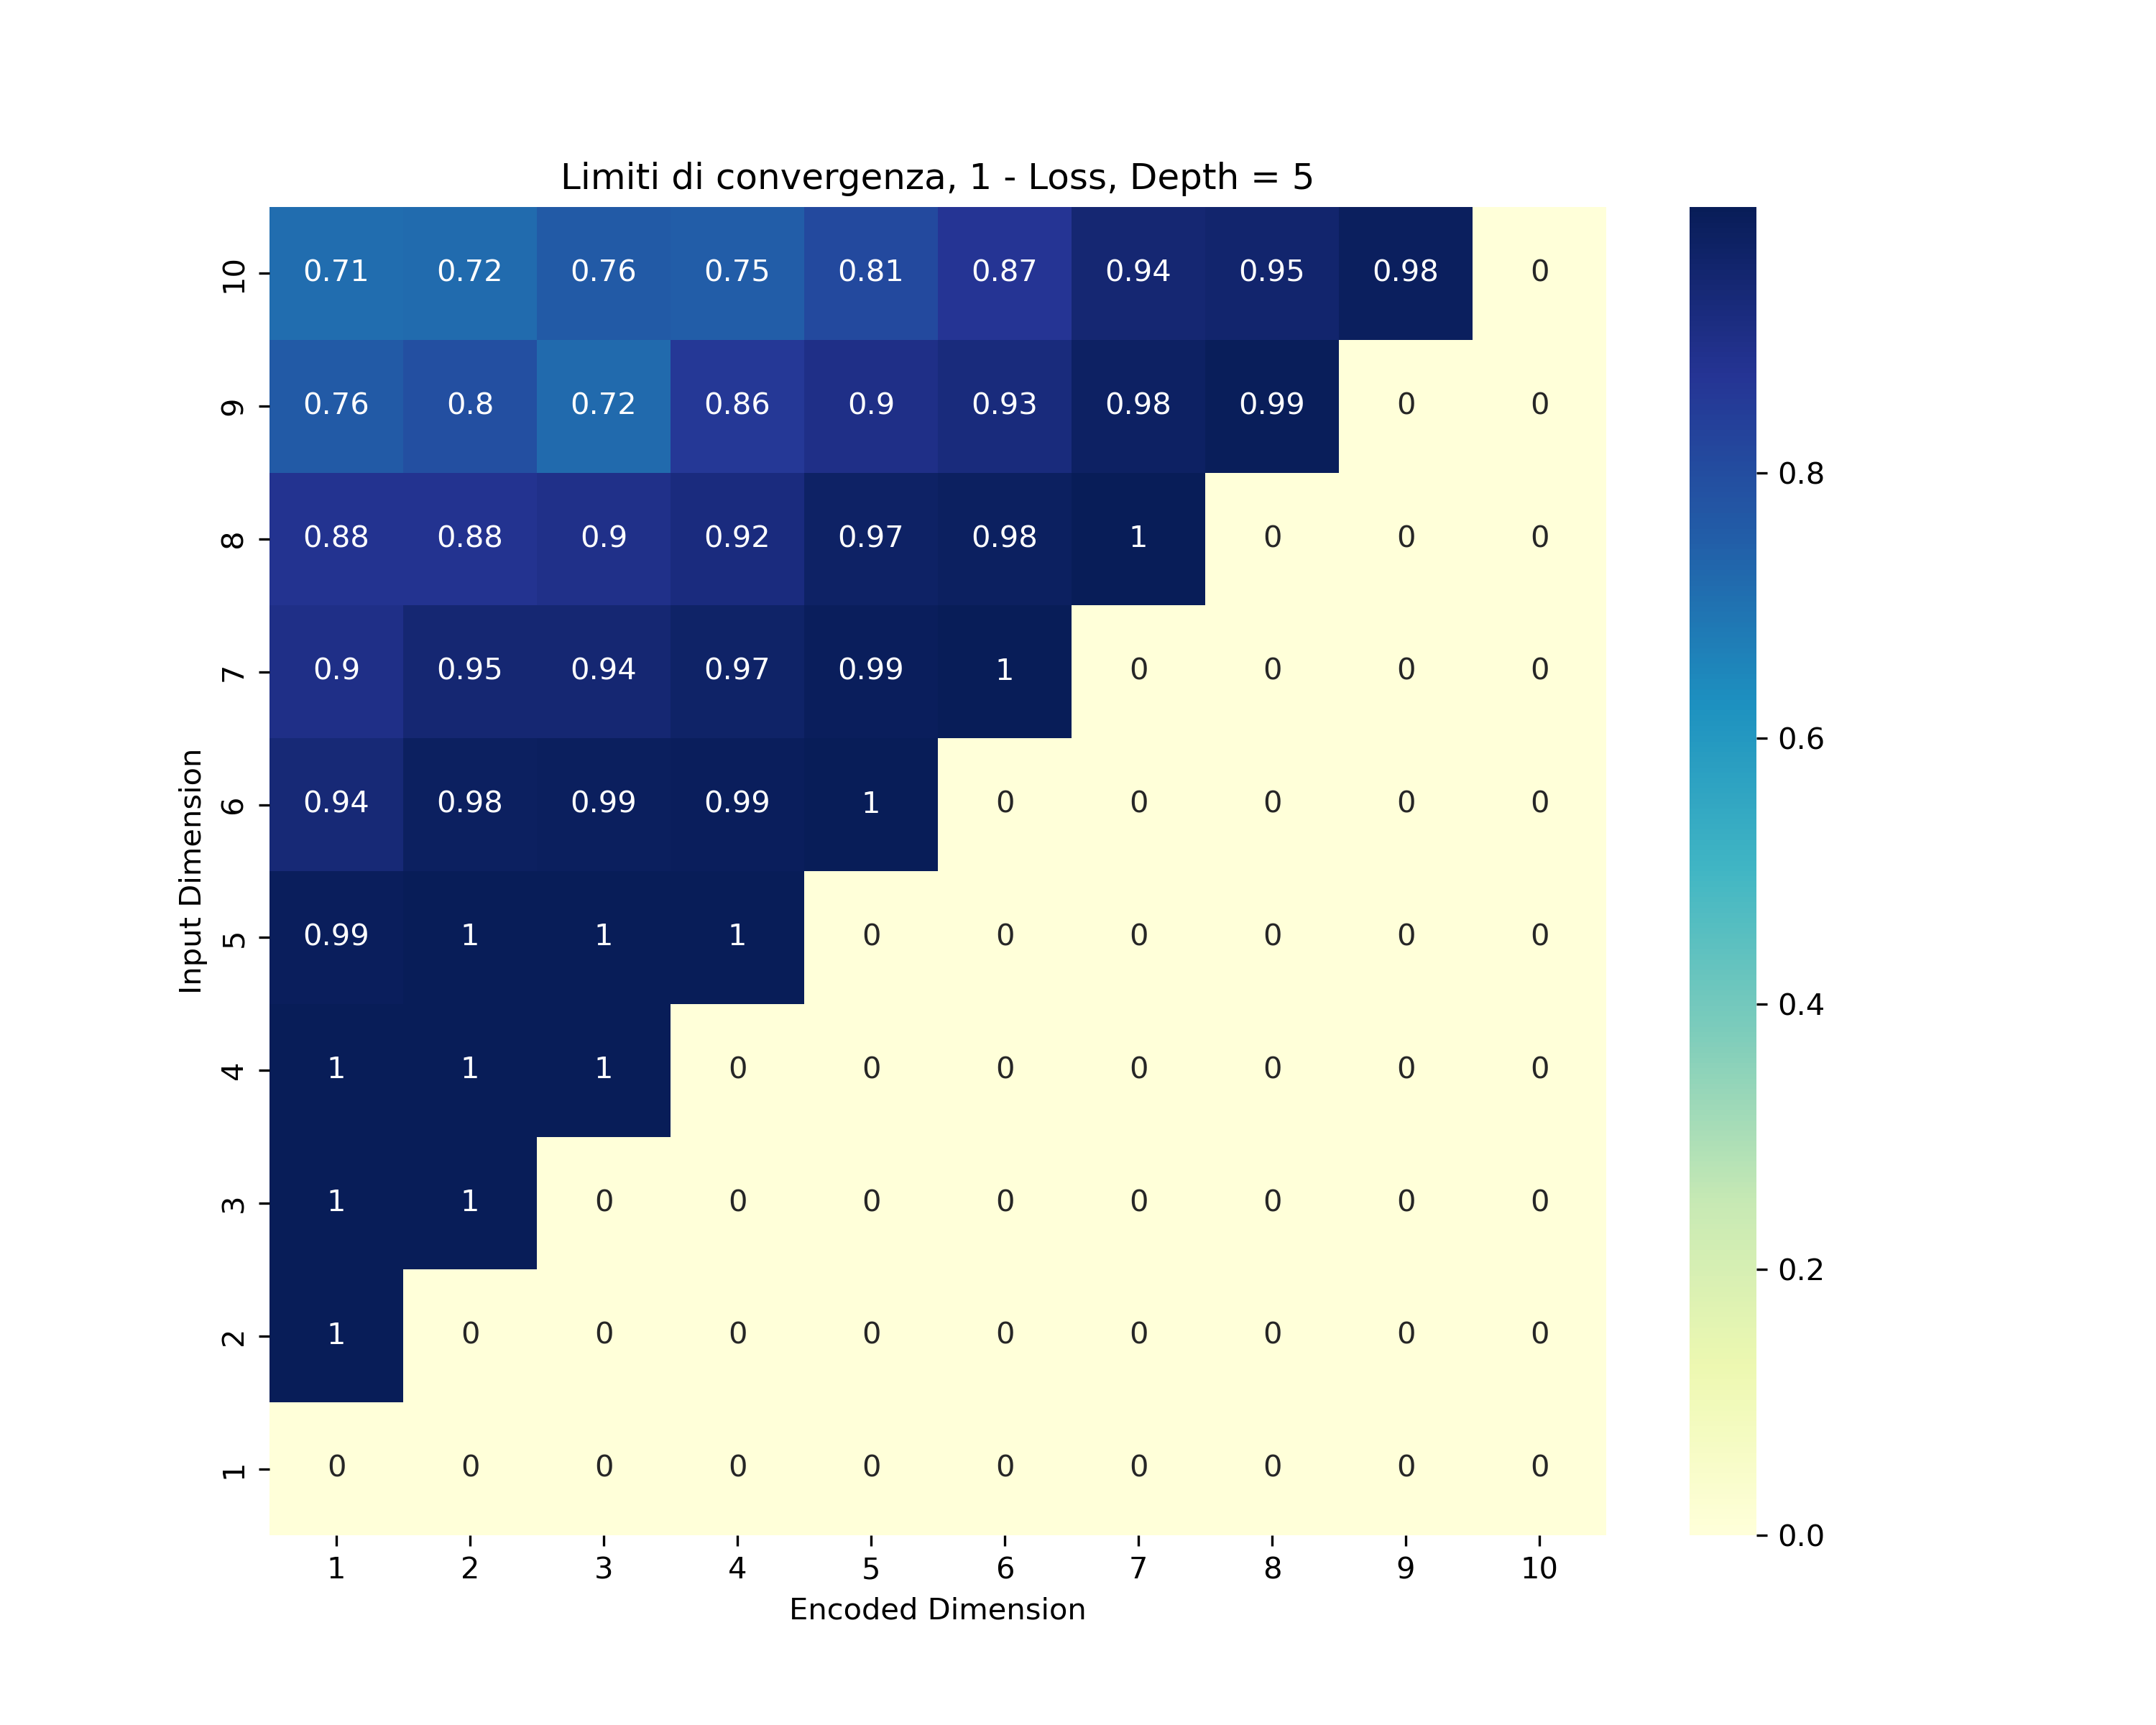 Limiti di convergenza, 1 - Loss, Depth = 5
10 0.71 0.72 0.76 0.75 0.81 0.87 0.94 0.95 0.98 0
9 0.76 0.8 0.72 0.86 0.9 0.93 0.98 0.99 0 0
0.8
8 0.88 0.88 0.9 0.92 0.97 0.98 1 0 0 0
7 0.9 0.95 0.94 0.97 0.99 1 0 0 0 0
0.6
6 0.94 0.98 0.99 0.99 1 0 0 0 0 0
Input Dimension
5 0.99 1 1 1 0 0 0 0 0 0
0.4
4 1 1 1 0 0 0 0 0 0 0
3 1 1 0 0 0 0 0 0 0 0
0.2
2 1 0 0 0 0 0 0 0 0 0
1 0 0 0 0 0 0 0 0 0 0
0.0
1 2 3 4 5 6 7 8 9 10
Encoded Dimension